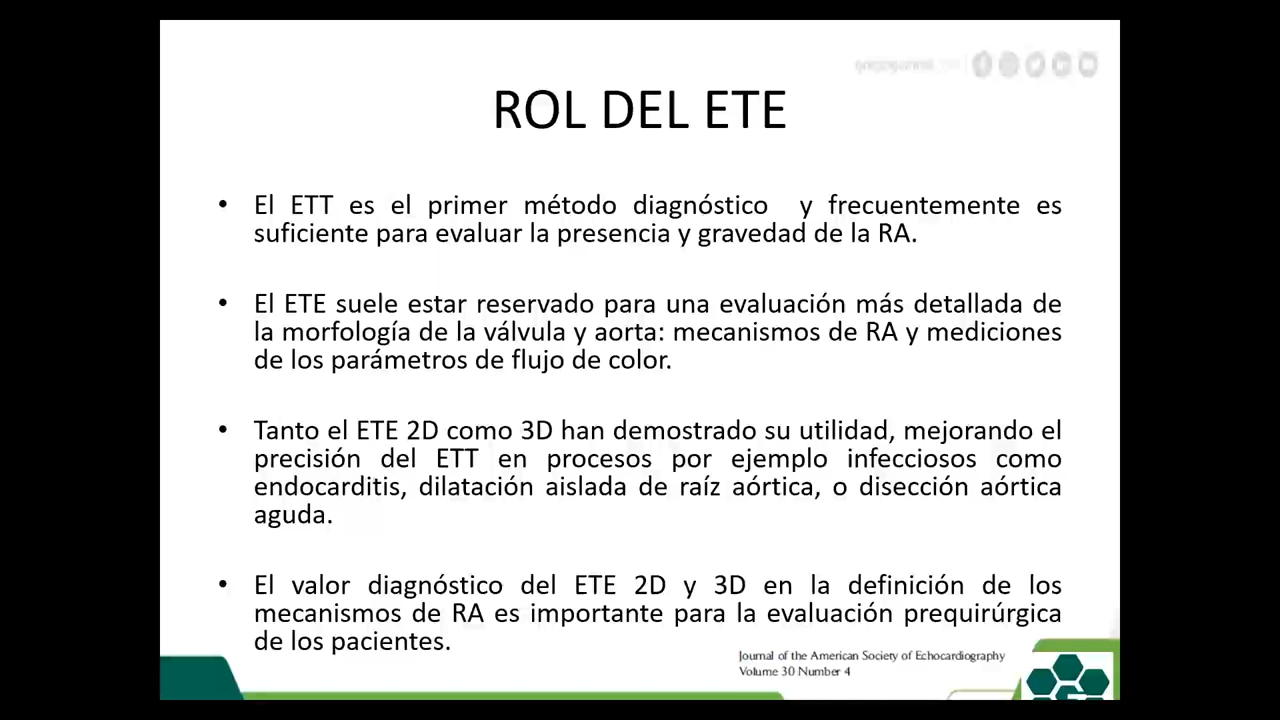 ROL DEL ETE
• El ETT es el primer método diagnóstico y frecuentemente es
suficiente para evaluar la presencia y gravedad de la RA.
• El ETE suele estar reservado para una evaluación más detallada de
la morfología de la válvula y aorta: mecanismos de RA y mediciones
de los parámetros de flujo de color.
• Tanto el ETE 2D como 3D han demostrado su utilidad, mejorando el
precisión del ETT en procesos por ejemplo infecciosos como
endocarditis, dilatación aislada de raíz aórtica, o disección aórtica
aguda.
• El valor diagnóstico del ETE 2D y 3D en la definición de los
mecanismos de RA es importante para la evaluación prequirúrgica
de los pacientes.
Journal of the American Society of Echocardiography
Volume 30 Number 4